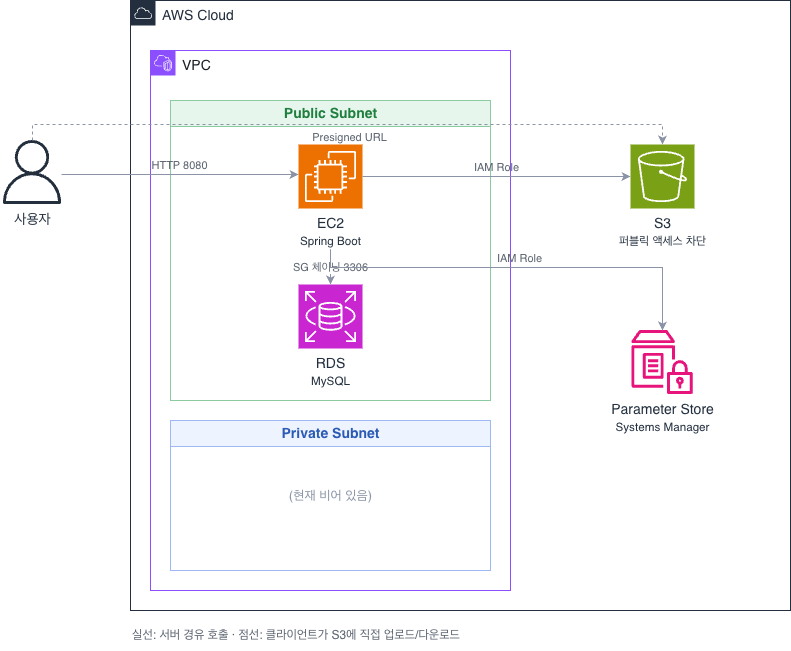 AWS Cloud
VPC
Public Subnet
Presigned URL
HTTP 8080
IAM Role
사용자
EC2
Spring Boot
S3
퍼블릭 액세스 차단
SG 체이닝 3306
IAM Role
RDS
MySQL
Parameter Store
Systems Manager
Private Subnet
(현재 비어 있음)
실선: 서버 경유 호출 · 점선: 클라이언트가 S3에 직접 업로드/다운로드